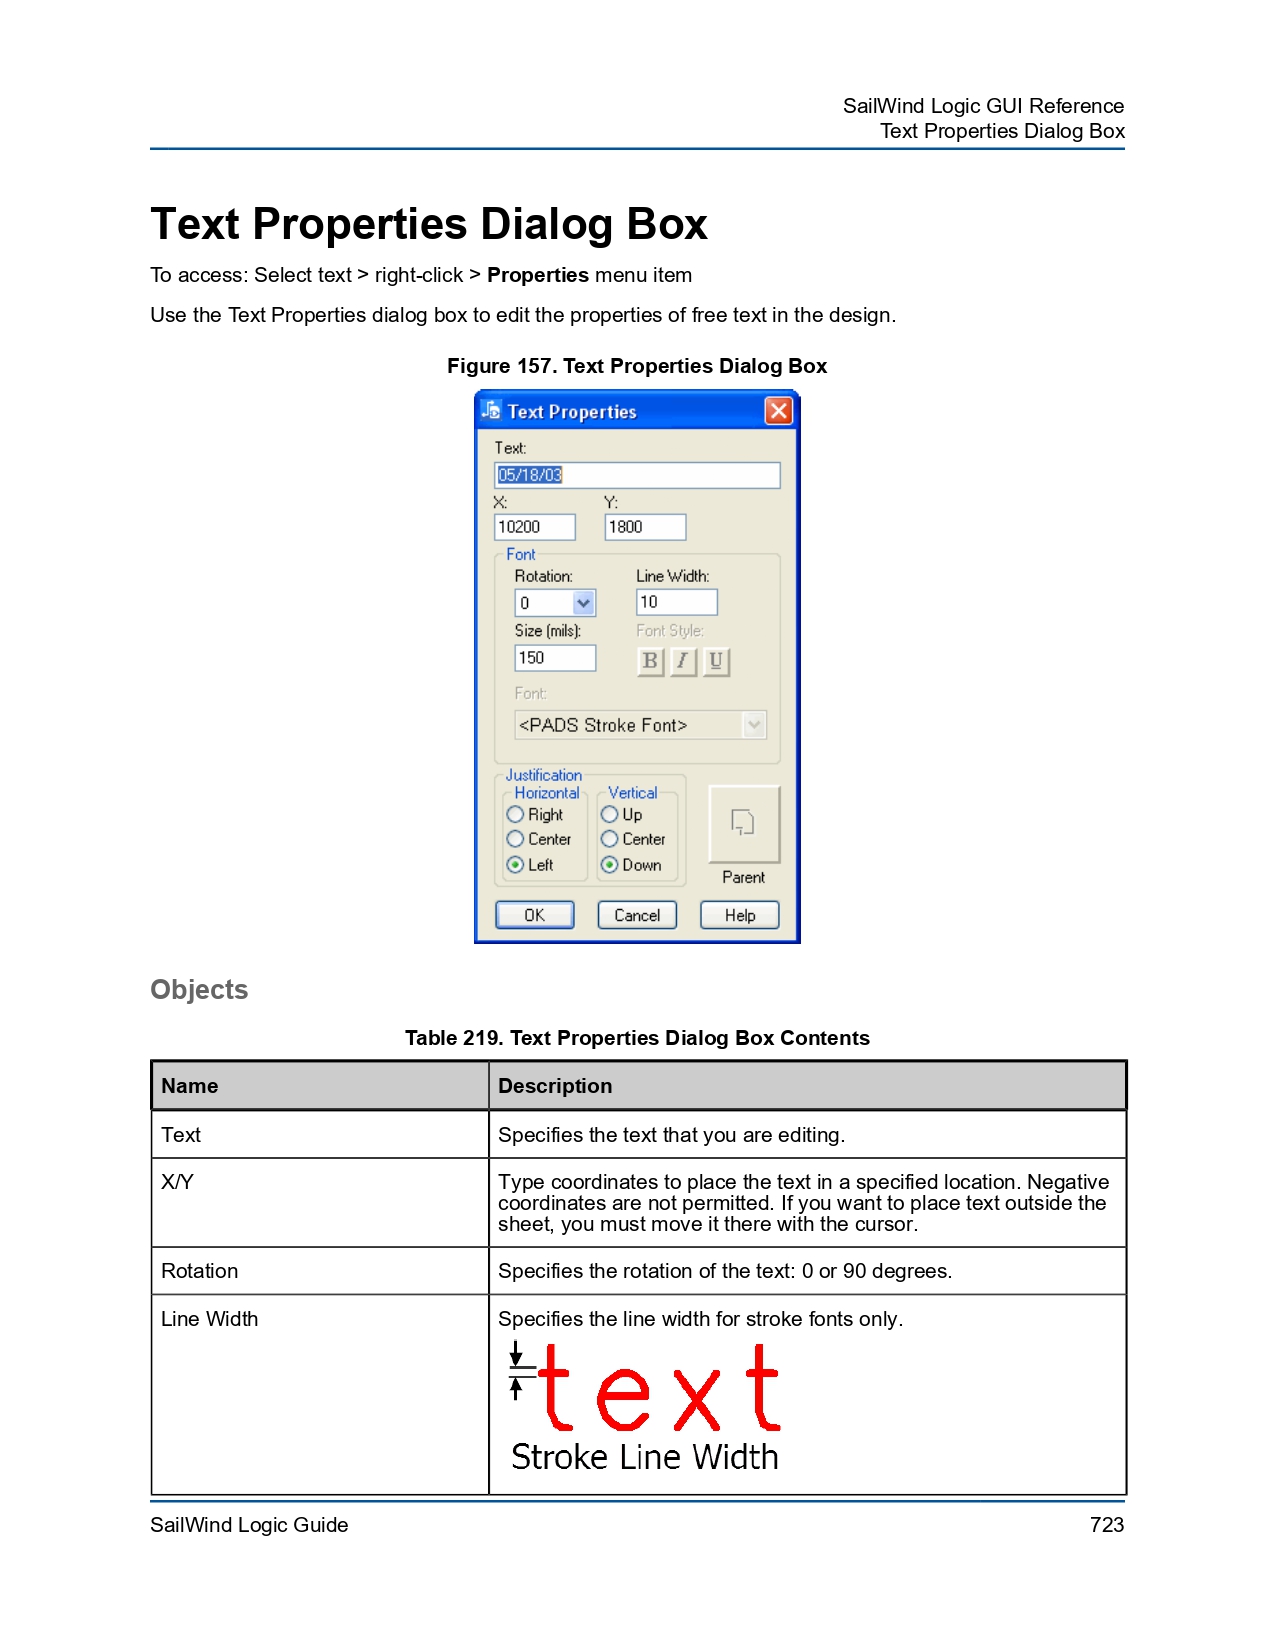 SailWind Logic GUI Reference
Text Properties Dialog Box
Text Properties Dialog Box
To access: Select text > right-click > Properties menu item
Use the Text Properties dialog box to edit the properties of free text in the design.
Figure 157. Text Properties Dialog Box
Text Properties
Text:
05/18/03
X: Y:
10200 1800
Font
Rotation: Line Width:
0 10
Size (mils): Font Style:
150 B I U
Font:
<PADS Stroke Font>
Justification
Horizontal Vertical
Right Up
Center Center
Left Down
Parent
OK Cancel Help
Objects
Table 219. Text Properties Dialog Box Contents
Name Description
Text Specifies the text that you are editing.
X/Y Type coordinates to place the text in a specified location. Negative
coordinates are not permitted. If you want to place text outside the
sheet, you must move it there with the cursor.
Rotation Specifies the rotation of the text: 0 or 90 degrees.
Line Width Specifies the line width for stroke fonts only.
text
Stroke Line Width
SailWind Logic Guide 723